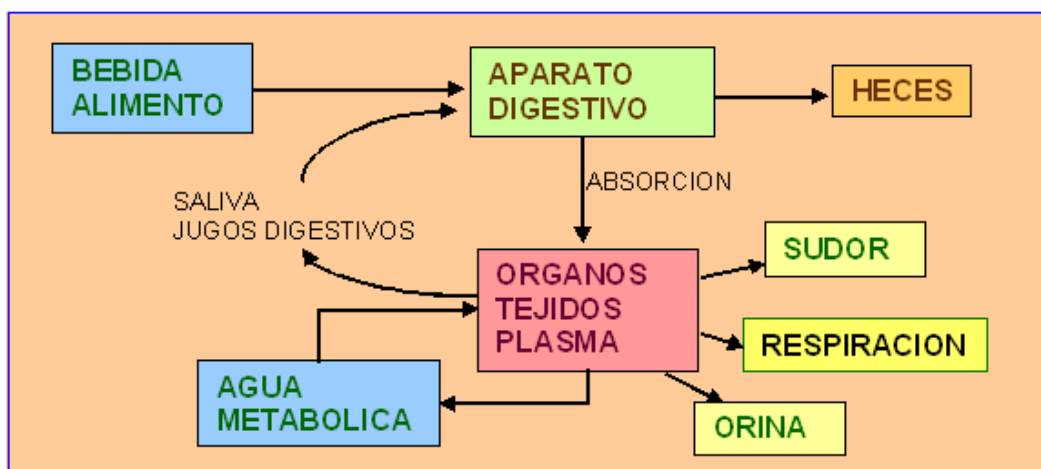 BEBIDA
ALIMENTO
APARATO
DIGESTIVO
HECES
ABSORCION
SALIVA
JUGOS DIGESTIVOS
ORGANOS
TEJIDOS
PLASMA
SUDOR
RESPIRACION
ORINA
AGUA
METABOLICA